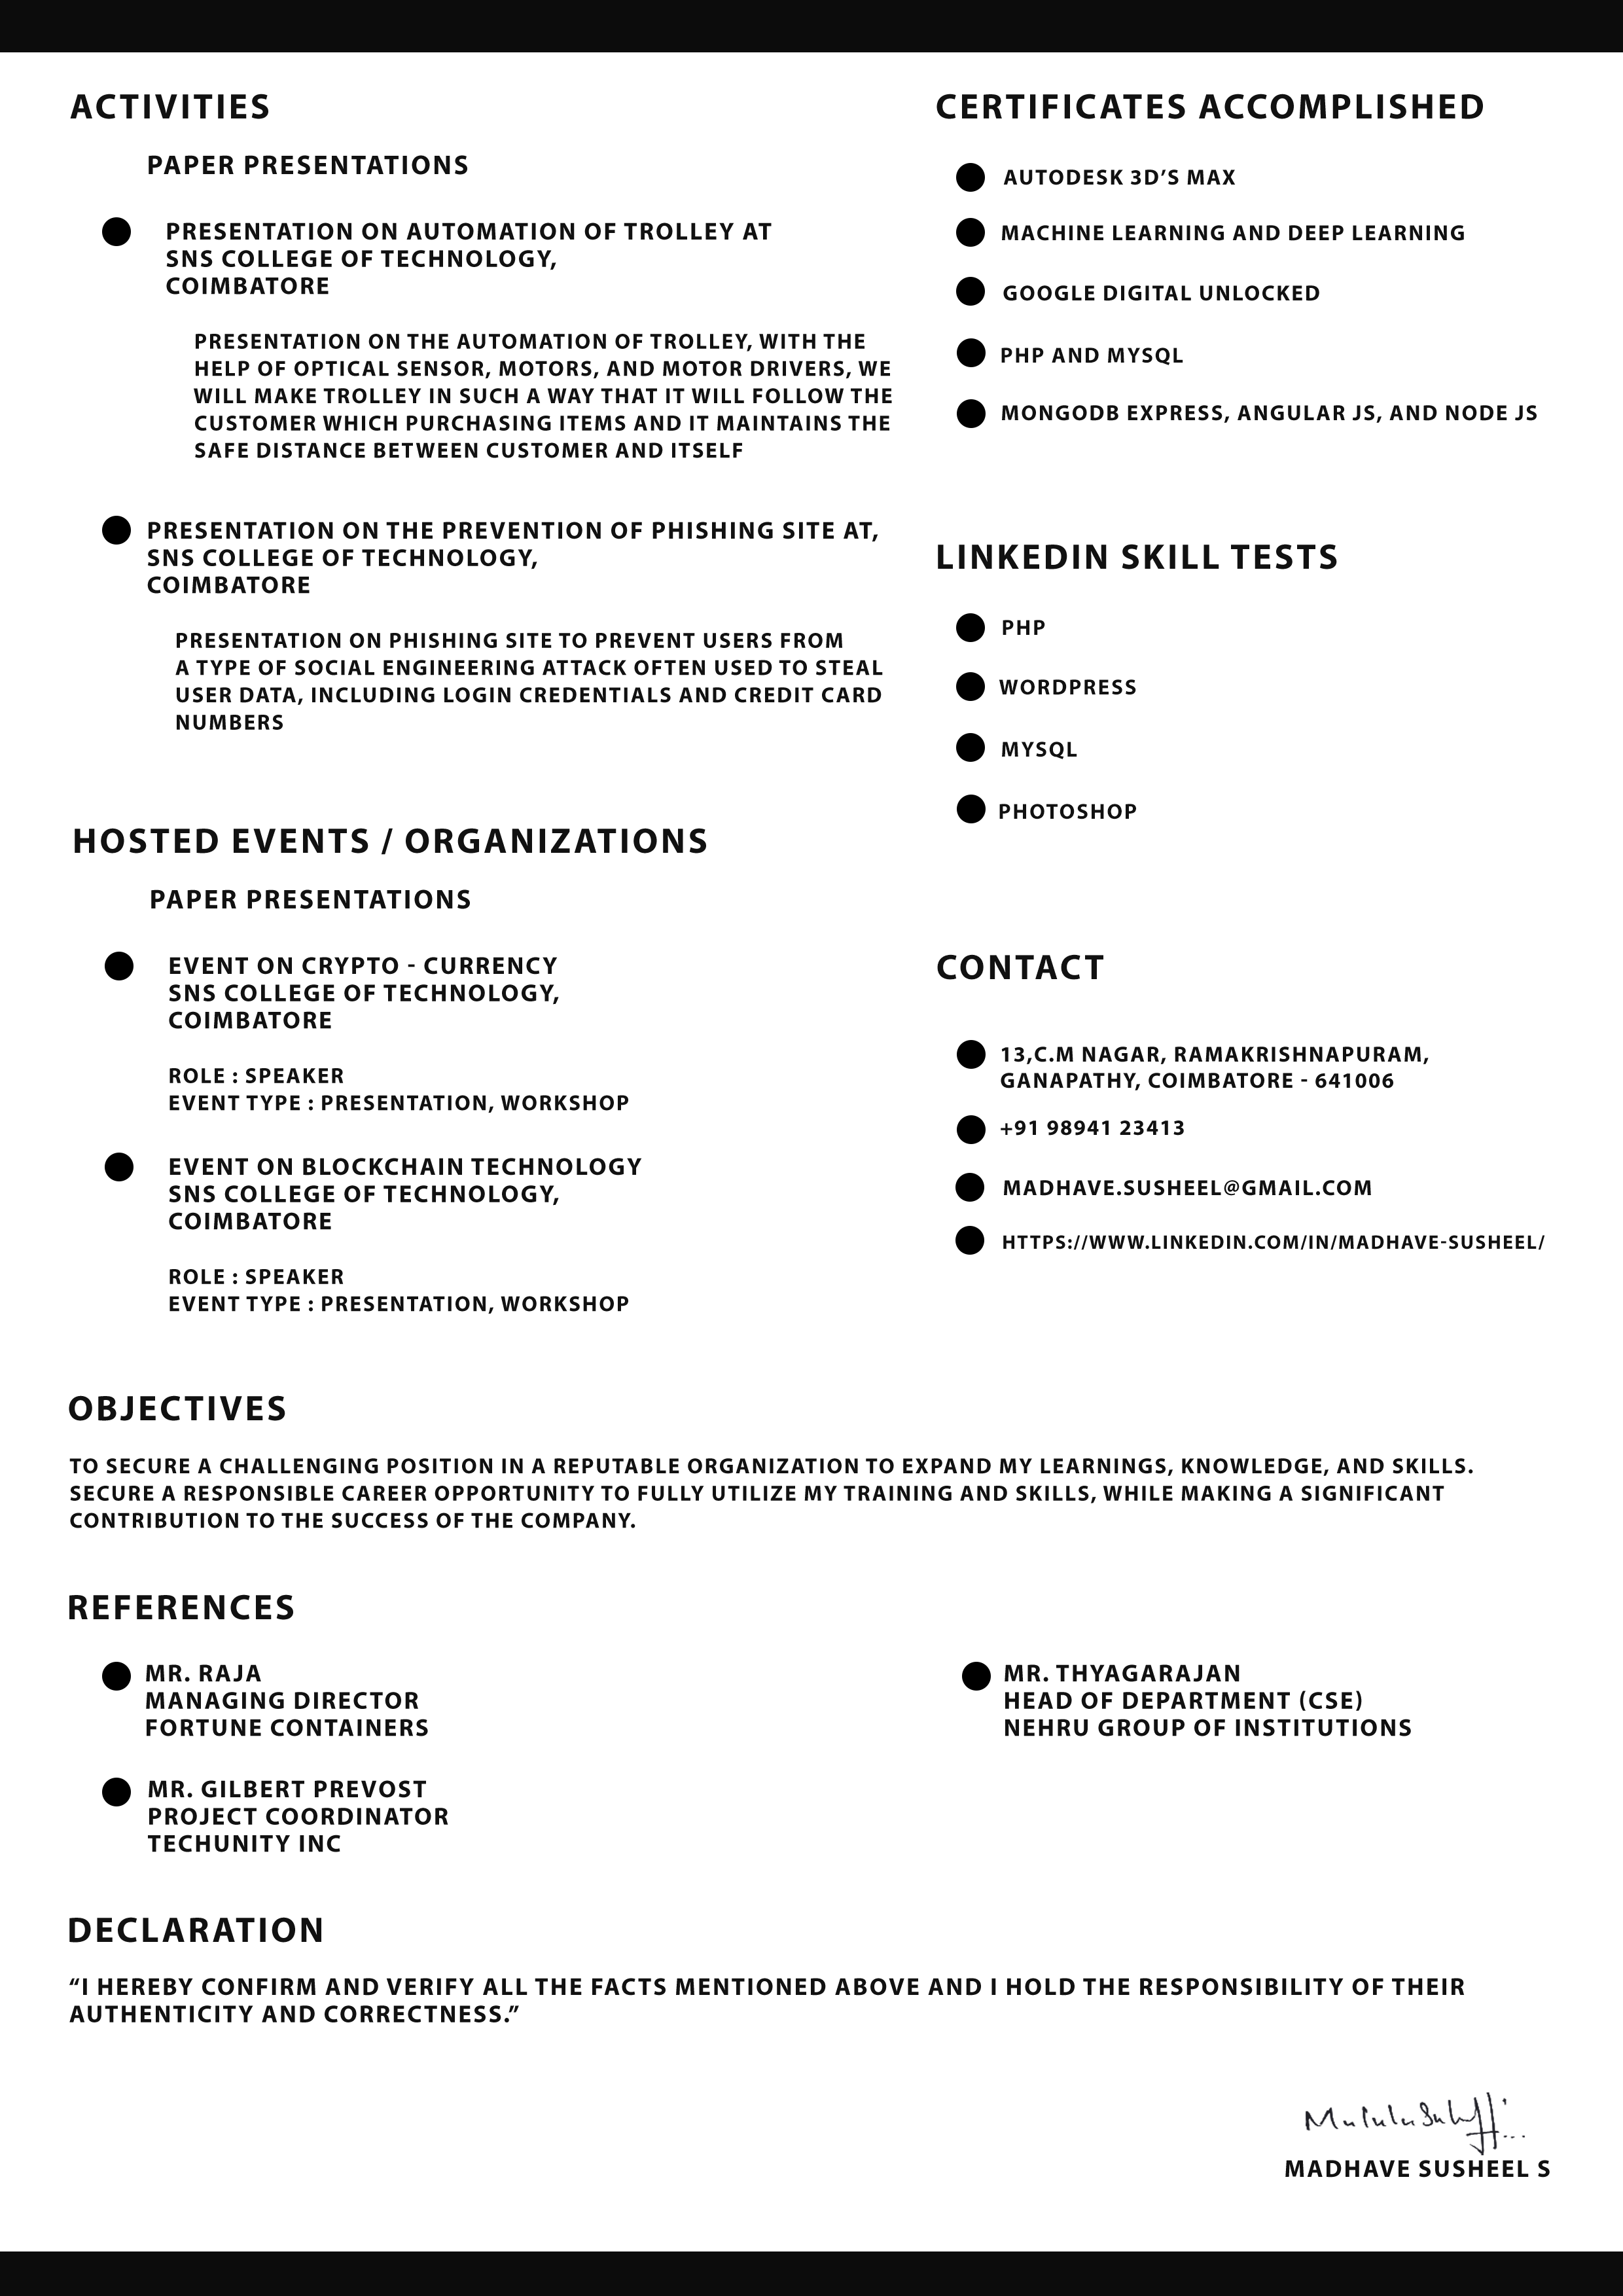 ACTIVITIES
PAPER PRESENTATIONS
PRESENTATION ON AUTOMATION OF TROLLEY AT
SNS COLLEGE OF TECHNOLOGY,
COIMBATORE
PRESENTATION ON THE AUTOMATION OF TROLLEY, WITH THE
HELP OF OPTICAL SENSOR, MOTORS, AND MOTOR DRIVERS, WE
WILL MAKE TROLLEY IN SUCH A WAY THAT IT WILL FOLLOW THE
CUSTOMER WHICH PURCHASING ITEMS AND IT MAINTAINS THE
SAFE DISTANCE BETWEEN CUSTOMER AND ITSELF
PRESENTATION ON THE PREVENTION OF PHISHING SITE AT,
SNS COLLEGE OF TECHNOLOGY,
COIMBATORE
PRESENTATION ON PHISHING SITE TO PREVENT USERS FROM
A TYPE OF SOCIAL ENGINEERING ATTACK OFTEN USED TO STEAL
USER DATA, INCLUDING LOGIN CREDENTIALS AND CREDIT CARD
NUMBERS
HOSTED EVENTS / ORGANIZATIONS
PAPER PRESENTATIONS
EVENT ON CRYPTO - CURRENCY
SNS COLLEGE OF TECHNOLOGY,
COIMBATORE
ROLE : SPEAKER
EVENT TYPE : PRESENTATION, WORKSHOP
EVENT ON BLOCKCHAIN TECHNOLOGY
SNS COLLEGE OF TECHNOLOGY,
COIMBATORE
ROLE : SPEAKER
EVENT TYPE : PRESENTATION, WORKSHOP
CERTIFICATES ACCOMPLISHED
AUTODESK 3D’S MAX
MACHINE LEARNING AND DEEP LEARNING
GOOGLE DIGITAL UNLOCKED
PHP AND MYSQL
MONGODB EXPRESS, ANGULAR JS, AND NODE JS
LINKEDIN SKILL TESTS
PHP
WORDPRESS
MYSQL
PHOTOSHOP
CONTACT
13,C.M NAGAR, RAMAKRISHNAPURAM,
GANAPATHY, COIMBATORE - 641006
+91 98941 23413
MADHAVE.SUSHEEL@GMAIL.COM
HTTPS://WWW.LINKEDIN.COM/IN/MADHAVE-SUSHEEL/
OBJECTIVES
TO SECURE A CHALLENGING POSITION IN A REPUTABLE ORGANIZATION TO EXPAND MY LEARNINGS, KNOWLEDGE, AND SKILLS.
SECURE A RESPONSIBLE CAREER OPPORTUNITY TO FULLY UTILIZE MY TRAINING AND SKILLS, WHILE MAKING A SIGNIFICANT
CONTRIBUTION TO THE SUCCESS OF THE COMPANY.
REFERENCES
MR. RAJA
MANAGING DIRECTOR
FORTUNE CONTAINERS
MR. THYAGARAJAN
HEAD OF DEPARTMENT (CSE)
NEHRU GROUP OF INSTITUTIONS
MR. GILBERT PREVOST
PROJECT COORDINATOR
TECHUNITY INC
DECLARATION
“I HEREBY CONFIRM AND VERIFY ALL THE FACTS MENTIONED ABOVE AND I HOLD THE RESPONSIBILITY OF THEIR
AUTHENTICITY AND CORRECTNESS.”
MADHAVE SUSHEEL S